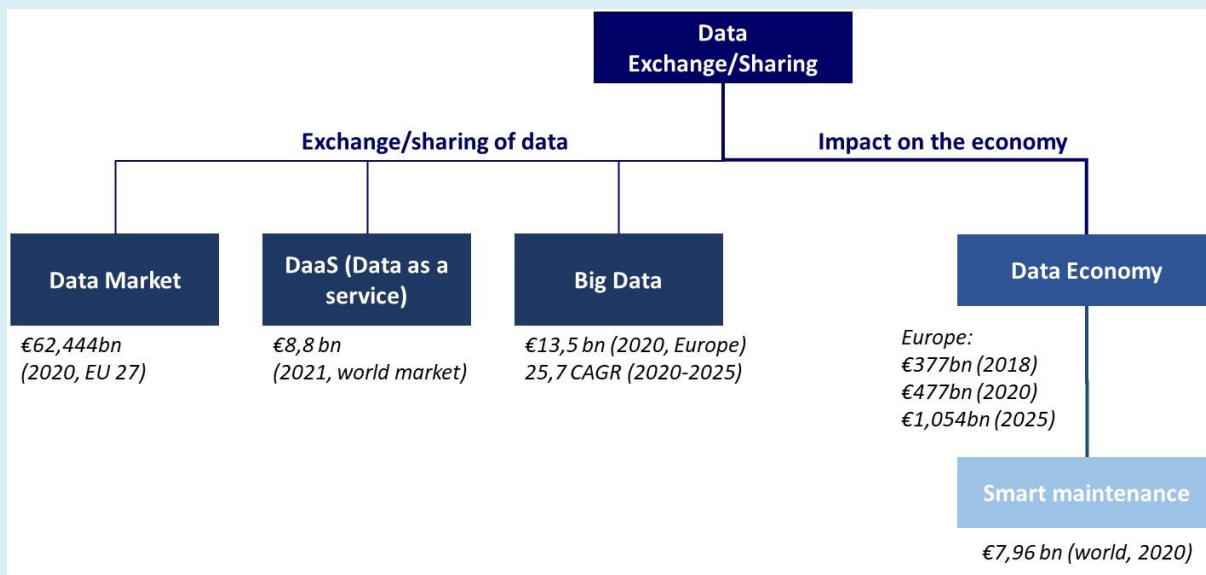 Data
Exchange/Sharing
Exchange/sharing of data
Impact on the economy
Data Market
€62,444bn
(2020, EU 27)
DaaS (Data as a
service)
€8,8 bn
(2021, world market)
Big Data
€13,5 bn (2020, Europe)
25,7 CAGR (2020-2025)
Data Economy
Europe:
€377bn (2018)
€477bn (2020)
€1,054bn (2025)
Smart maintenance
€7,96 bn (world, 2020)